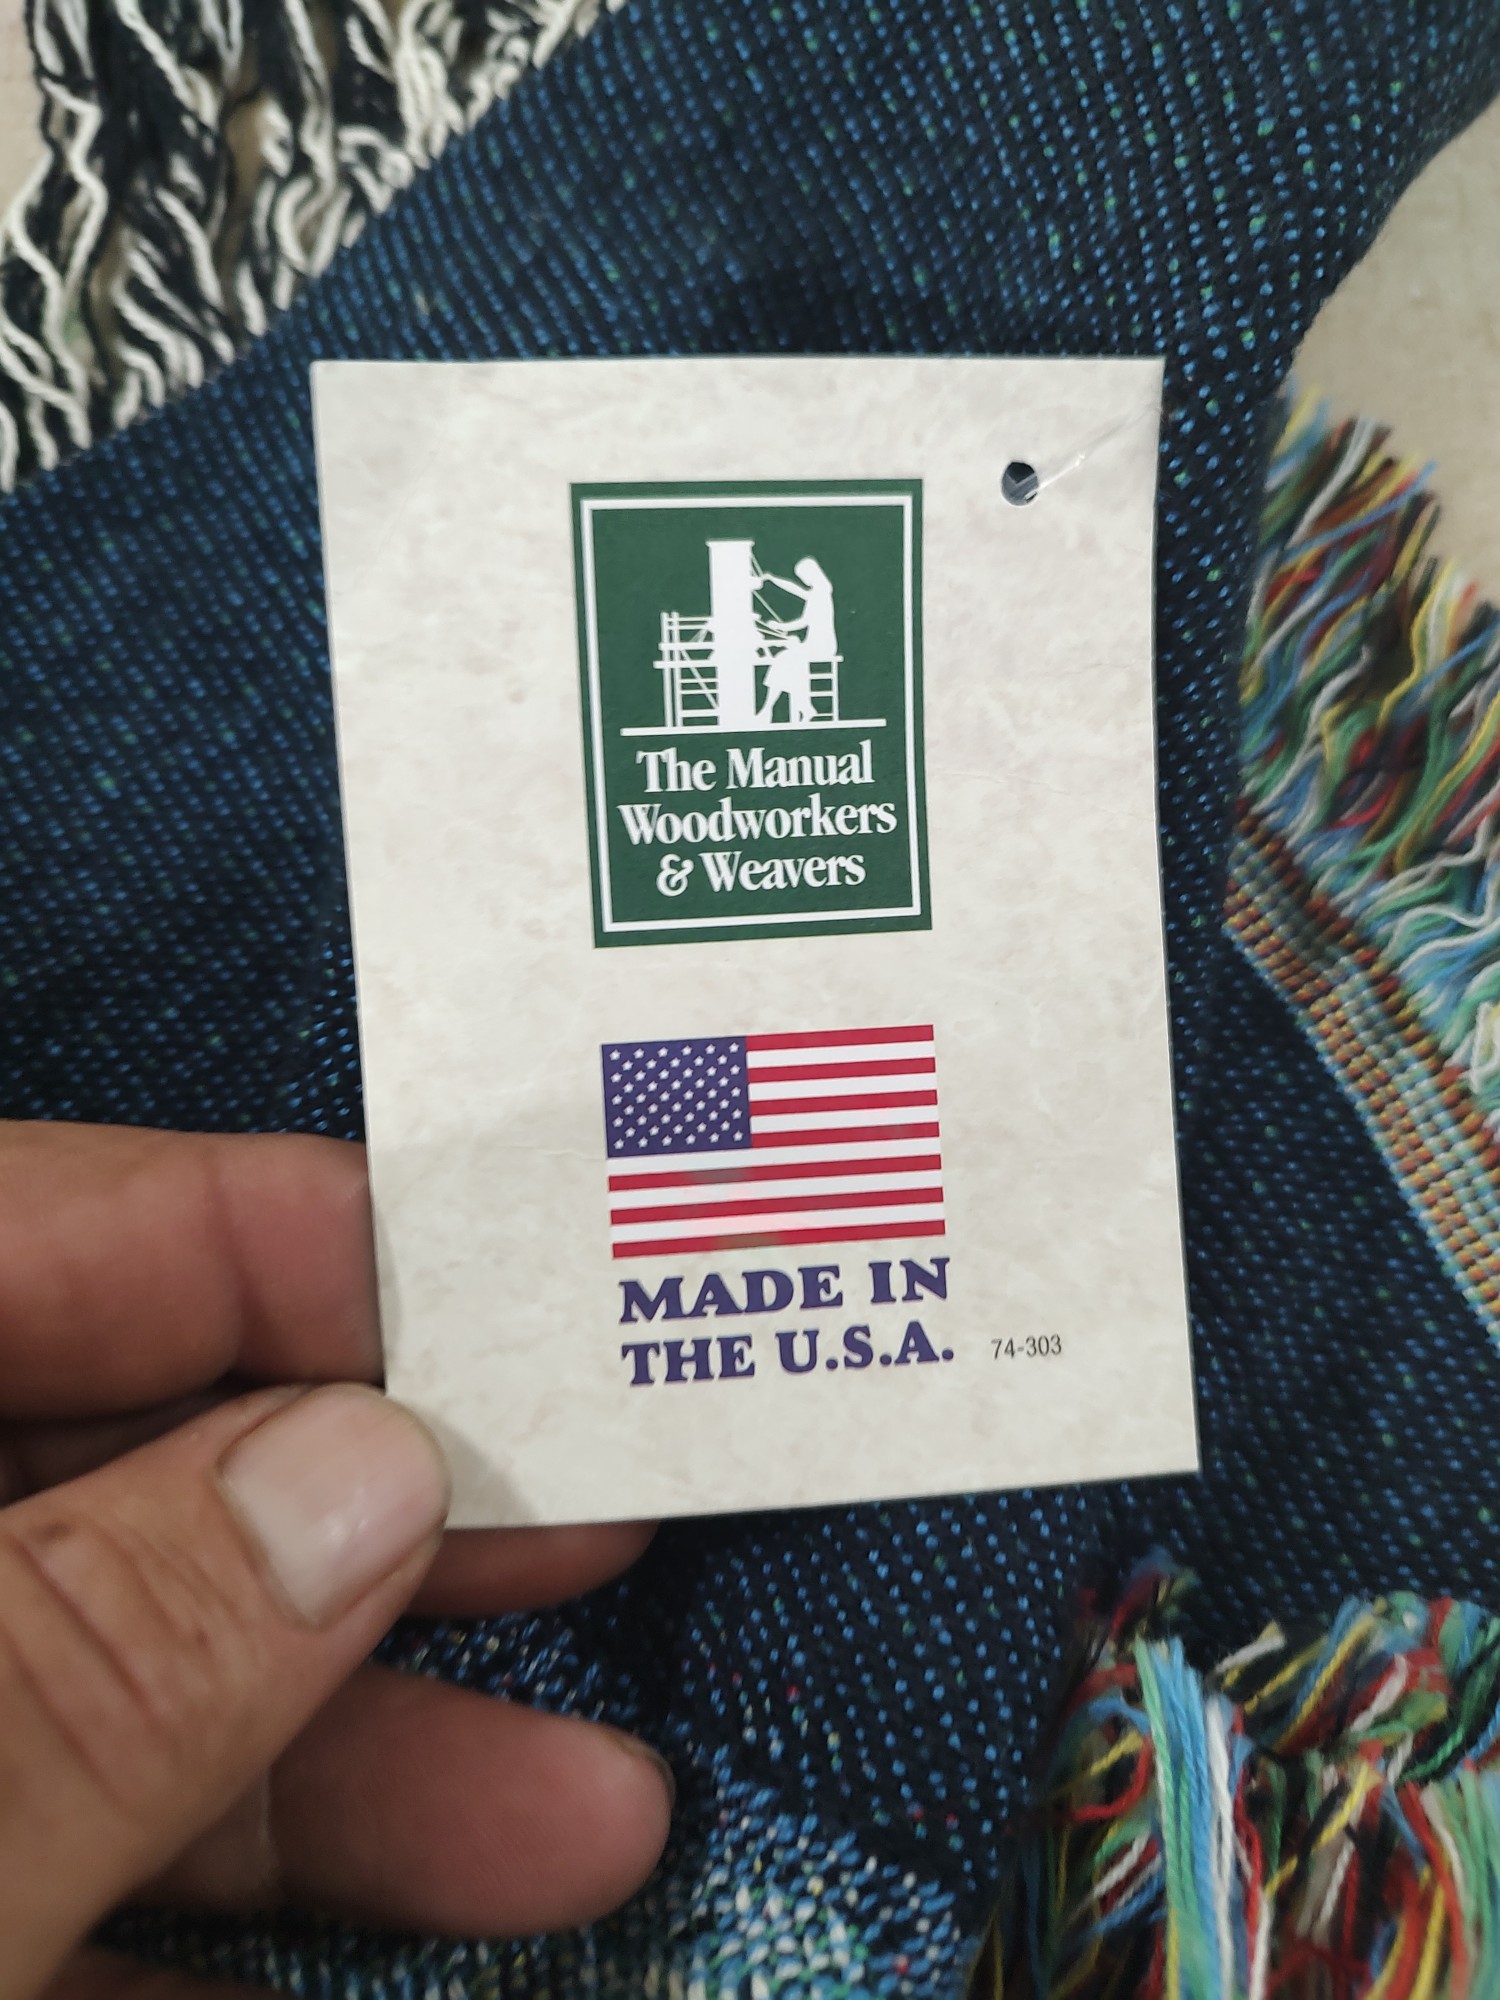 The Manual
Woodworkers
& Weavers
MADE IN
THE U.S.A.
74-303